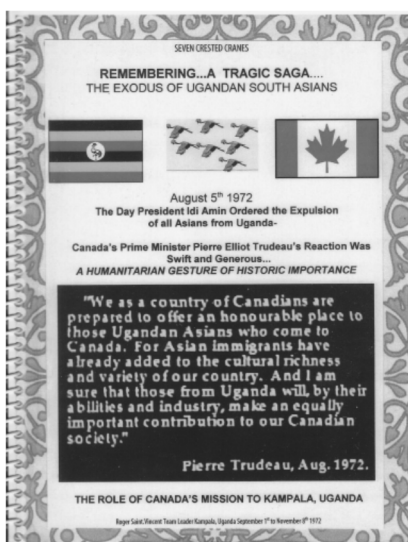 SEVEN CRESTED CRANES
REMEMBERING...A TRAGIC SAGA....
THE EXODUS OF UGANDAN SOUTH ASIANS
August 5th 1972
The Day President Idi Amin Ordered the Expulsion
of all Asians from Uganda-
Canada's Prime Minister Pierre Elliot Trudeau's Reaction Was
Swift and Generous...
A HUMANITARIAN GESTURE OF HISTORIC IMPORTANCE
"We as a country of Canadians are
prepared to offer an honourable place to
those Ugandan Asians who come to
Canada. For Asian immigrants have
already added to the cultural richness
and variety of our country. And I am
sure that those from Uganda will, by their
abilities and industry, make an equally
important contribution to our Canadian
society."
Pierre Trudeau, Aug. 1972.
THE ROLE OF CANADA'S MISSION TO KAMPALA, UGANDA
Roger Saint.Vincent Team Leader Kampala, Uganda September 1st to November 8th 1972